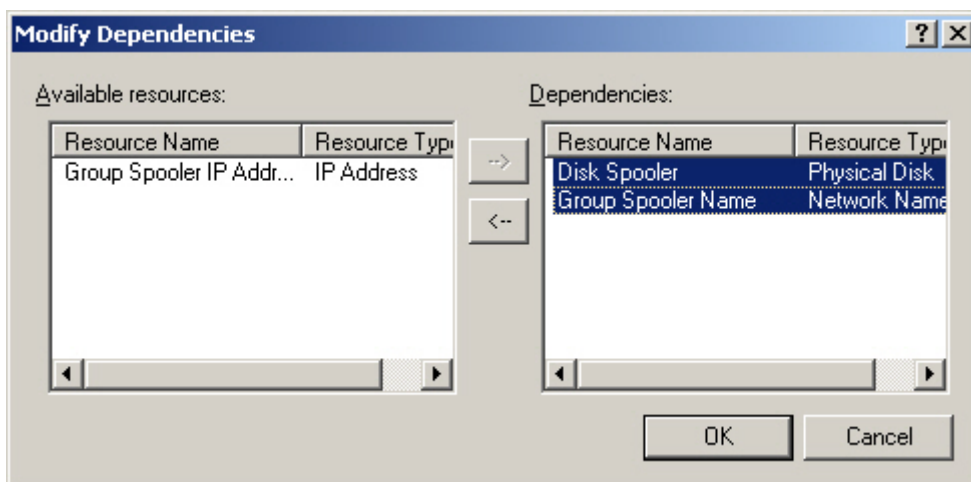 Modify Dependencies
Available resources:
Resource Name Resource Typ
Group Spooler IP Addr... IP Address
-->
<--
Dependencies:
Resource Name Resource Typ
Disk Spooler Physical Disk
Group Spooler Name Network Name
OK Cancel